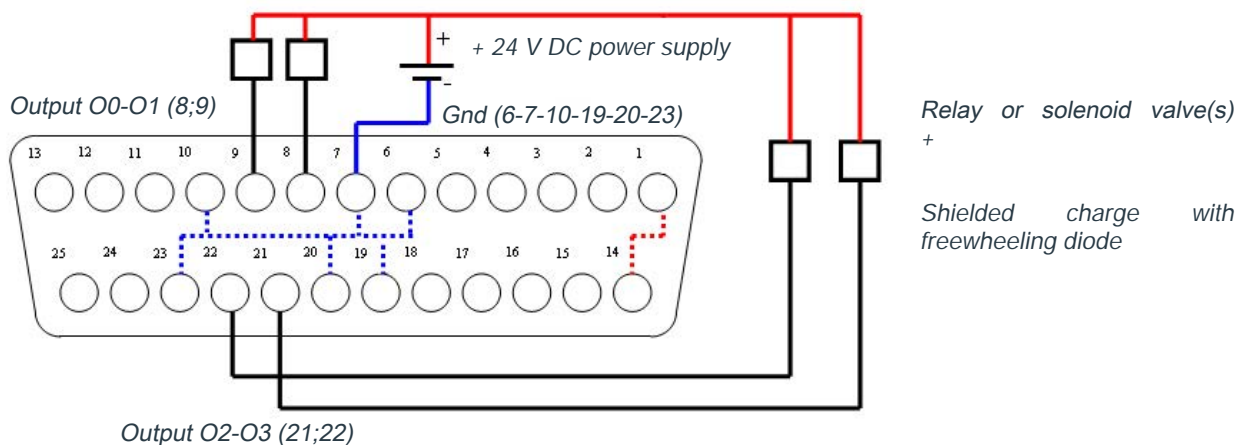 + + 24 V DC power supply
-
Output O0-O1 (8;9) Gnd (6-7-10-19-20-23)
Relay or solenoid valve(s)
+
Shielded charge with
freewheeling diode
13 12 11 10 9 8 7 6 5 4 3 2 1
25 24 23 22 21 20 19 18 17 16 15 14
Output O2-O3 (21;22)